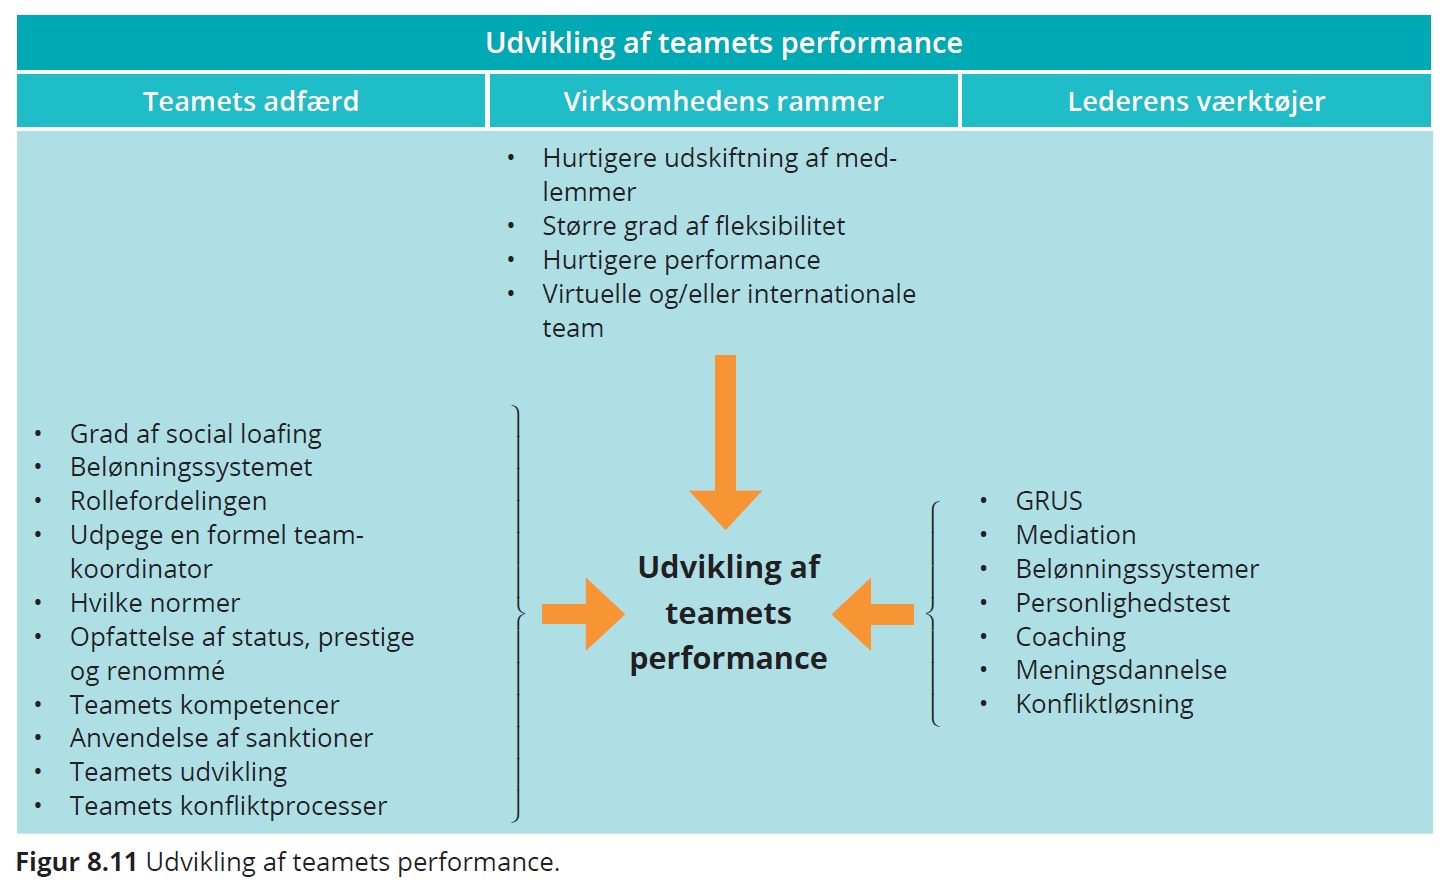 Udvikling af teamets performance
Teamets adfærd
Virksomhedens rammer
Lederens værktøjer
• Hurtigere udskiftning af med-
lemmer
• Større grad af fleksibilitet
• Hurtigere performance
• Virtuelle og/eller internationale
team
• Grad af social loafing
• Belønningssystemet
• Rollefordelingen
• Udpege en formel team-
koordinator
• Hvilke normer
• Opfattelse af status, prestige
og renommé
• Teamets kompetencer
• Anvendelse af sanktioner
• Teamets udvikling
• Teamets konfliktprocesser
Udvikling af
teamets
performance
• GRUS
• Mediation
• Belønningssystemer
• Personlighedstest
• Coaching
• Meningsdannelse
• Konfliktløsning
Figur 8.11 Udvikling af teamets performance.